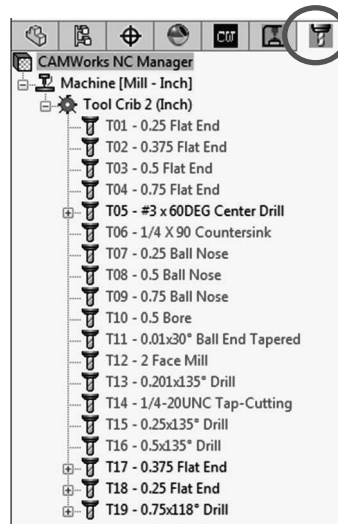 CW
CAMWorks NC Manager
Machine [Mill - Inch]
Tool Crib 2 (Inch)
T01 - 0.25 Flat End
T02 - 0.375 Flat End
T03 - 0.5 Flat End
T04 - 0.75 Flat End
T05 - #3 x 60DEG Center Drill
T06 - 1/4 X 90 Countersink
T07 - 0.25 Ball Nose
T08 - 0.5 Ball Nose
T09 - 0.75 Ball Nose
T10 - 0.5 Bore
T11 - 0.01x30° Ball End Tapered
T12 - 2 Face Mill
T13 - 0.201x135° Drill
T14 - 1/4-20UNC Tap-Cutting
T15 - 0.25x135° Drill
T16 - 0.5x135° Drill
T17 - 0.375 Flat End
T18 - 0.25 Flat End
T19 - 0.75x118° Drill